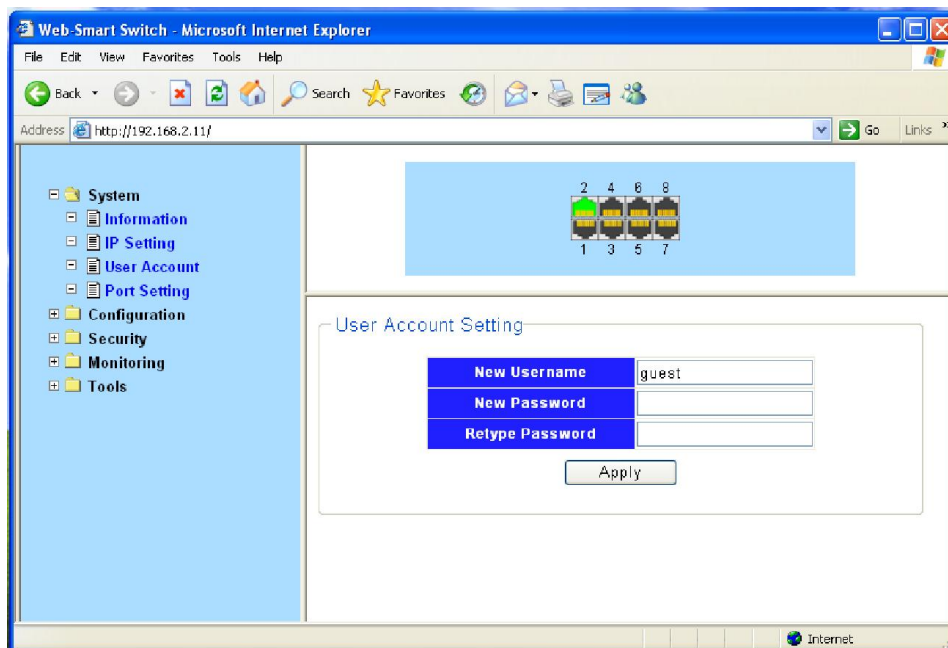 Web-Smart Switch - Microsoft Internet Explorer
File Edit View Favorites Tools Help
Back Search Favorites
Address http://192.168.2.11/ Go Links »
System
Information
IP Setting
User Account
Port Setting
Configuration
Security
Monitoring
Tools
2 4 6 8
1 3 5 7
User Account Setting
New Username guest
New Password
Retype Password
Apply
Internet